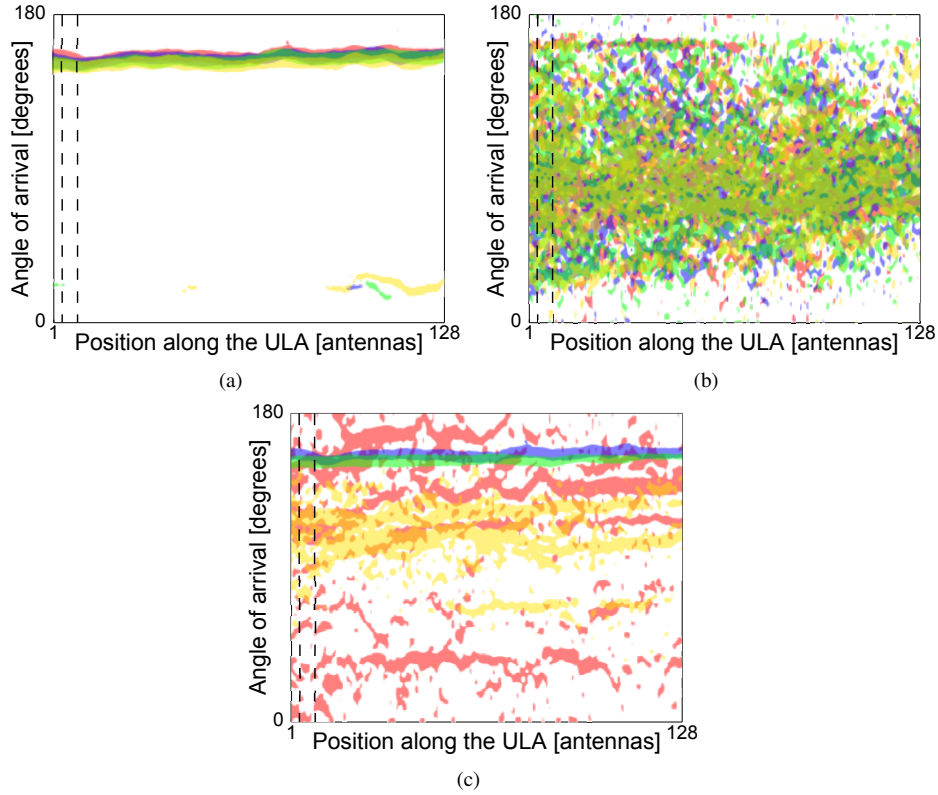 180
Angle of arrival [degrees]
0
1
Position along the ULA [antennas]
128
(a)
180
Angle of arrival [degrees]
0
1
Position along the ULA [antennas]
128
(b)
180
Angle of arrival [degrees]
0
1
Position along the ULA [antennas]
128
(c)